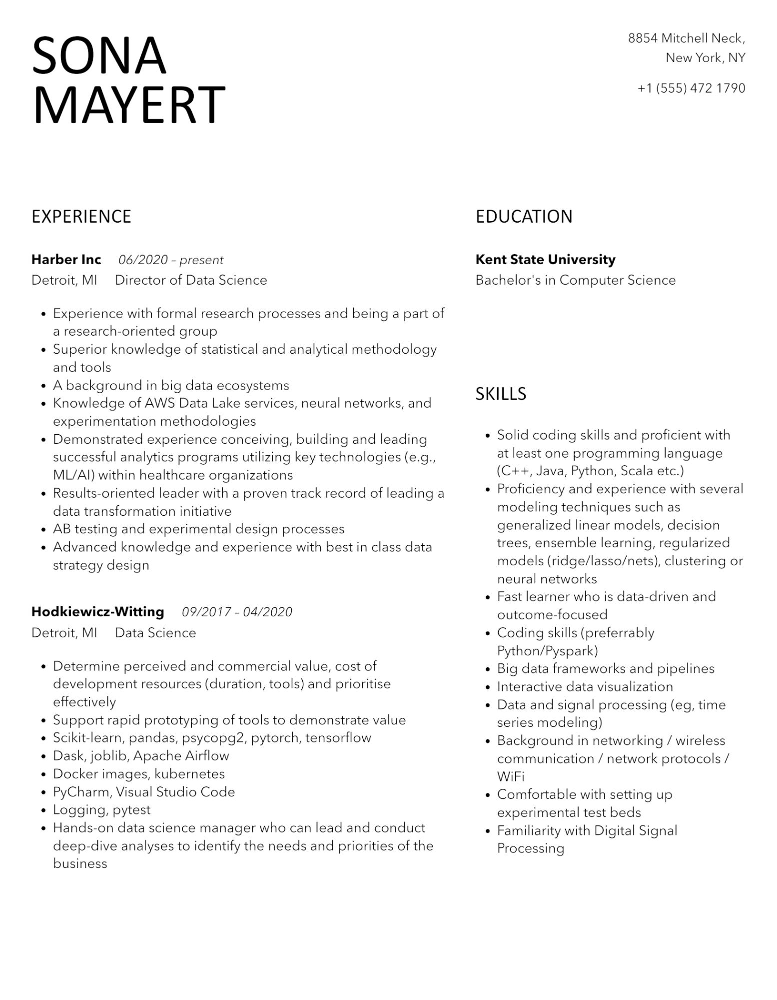 SONA
MAYERT
8854 Mitchell Neck,
New York, NY
+1 (555) 472 1790
EXPERIENCE
Harber Inc 06/2020 – present
Detroit, MI Director of Data Science
• Experience with formal research processes and being a part of
a research-oriented group
• Superior knowledge of statistical and analytical methodology
and tools
• A background in big data ecosystems
• Knowledge of AWS Data Lake services, neural networks, and
experimentation methodologies
• Demonstrated experience conceiving, building and leading
successful analytics programs utilizing key technologies (e.g.,
ML/AI) within healthcare organizations
• Results-oriented leader with a proven track record of leading a
data transformation initiative
• AB testing and experimental design processes
• Advanced knowledge and experience with best in class data
strategy design
Hodkiewicz-Witting 09/2017 – 04/2020
Detroit, MI Data Science
• Determine perceived and commercial value, cost of
development resources (duration, tools) and prioritise
effectively
• Support rapid prototyping of tools to demonstrate value
• Scikit-learn, pandas, psycopg2, pytorch, tensorflow
• Dask, joblib, Apache Airflow
• Docker images, kubernetes
• PyCharm, Visual Studio Code
• Logging, pytest
• Hands-on data science manager who can lead and conduct
deep-dive analyses to identify the needs and priorities of the
business
EDUCATION
Kent State University
Bachelor's in Computer Science
SKILLS
• Solid coding skills and proficient with
at least one programming language
(C++, Java, Python, Scala etc.)
• Proficiency and experience with several
modeling techniques such as
generalized linear models, decision
trees, ensemble learning, regularized
models (ridge/lasso/nets), clustering or
neural networks
• Fast learner who is data-driven and
outcome-focused
• Coding skills (preferrably
Python/Pyspark)
• Big data frameworks and pipelines
• Interactive data visualization
• Data and signal processing (eg, time
series modeling)
• Background in networking / wireless
communication / network protocols /
WiFi
• Comfortable with setting up
experimental test beds
• Familiarity with Digital Signal
Processing